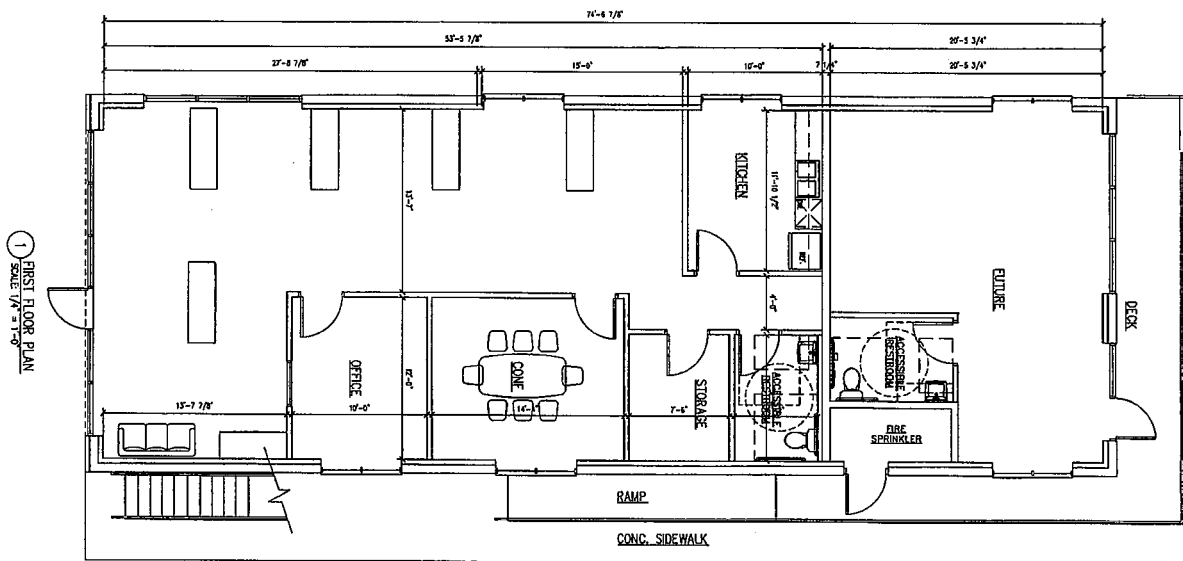 74'-6 7/8"
53'-5 7/8"
20'-5 3/4"
27'-8 7/8"
15'-0"
10'-0"
7 1/4"
20'-5 3/4"
KITCHEN
11'-10 1/2"
13'-7"
REF.
4'-0"
FUTURE
DECK
1
FIRST FLOOR PLAN
SCALE: 1/4" = 1'-0"
OFFICE
12'-0"
CONF
STORAGE
ACCESSIBLE
RESTROOM
ACCESSIBLE
RESTROOM
13'-7 7/8"
10'-0"
7'-6"
FIRE
SPRINKLER
RAMP
CONC. SIDEWALK